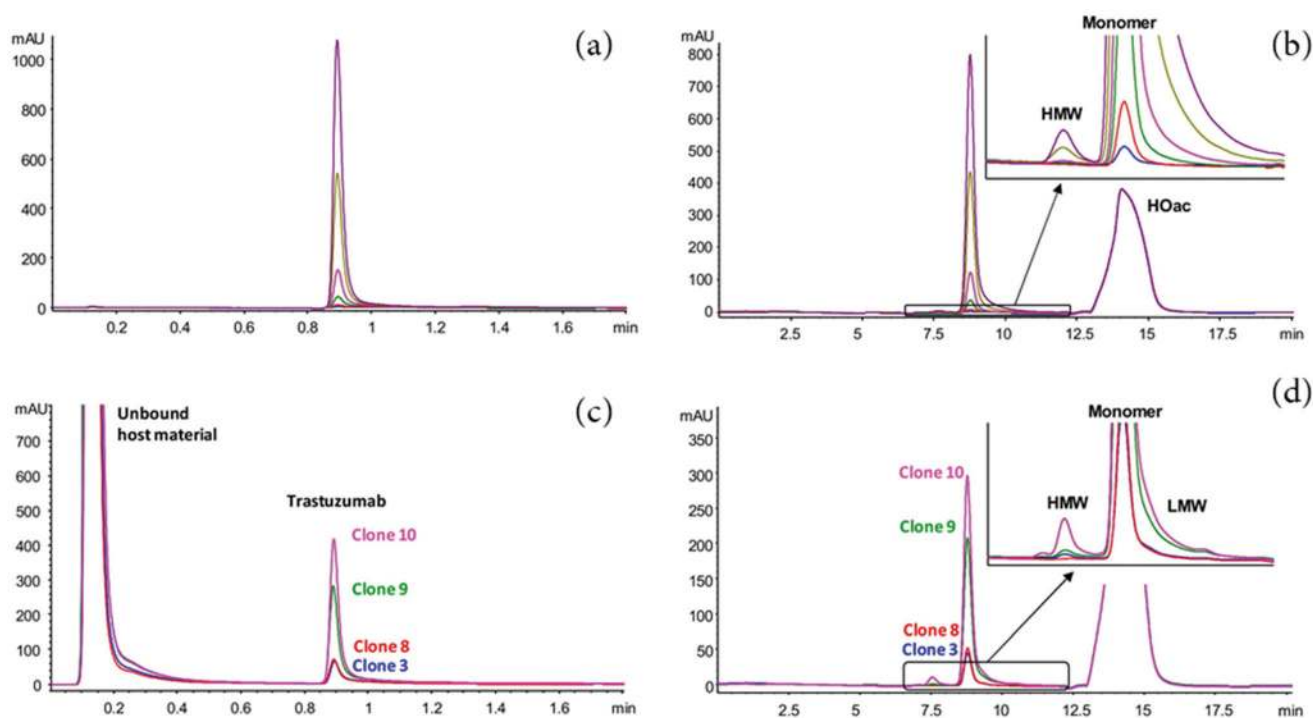 (a)
mAU
1000
800
600
400
200
0
0.2 0.4 0.6 0.8 1 1.2 1.4 1.6 min
(b)
mAU
800
700
600
500
400
300
200
100
0
Monomer
HMW
HOac
2.5 5 7.5 10 12.5 15 17.5 min
(c)
mAU
700
600
500
400
300
200
100
0
Unbound
host material
Trastuzumab
Clone 10
Clone 9
Clone 8
Clone 3
0.2 0.4 0.6 0.8 1 1.2 1.4 1.6 min
(d)
mAU
350
300
250
200
150
100
50
0
Monomer
HMW
LMW
Clone 10
Clone 9
Clone 8
Clone 3
2.5 5 7.5 10 12.5 15 17.5 min